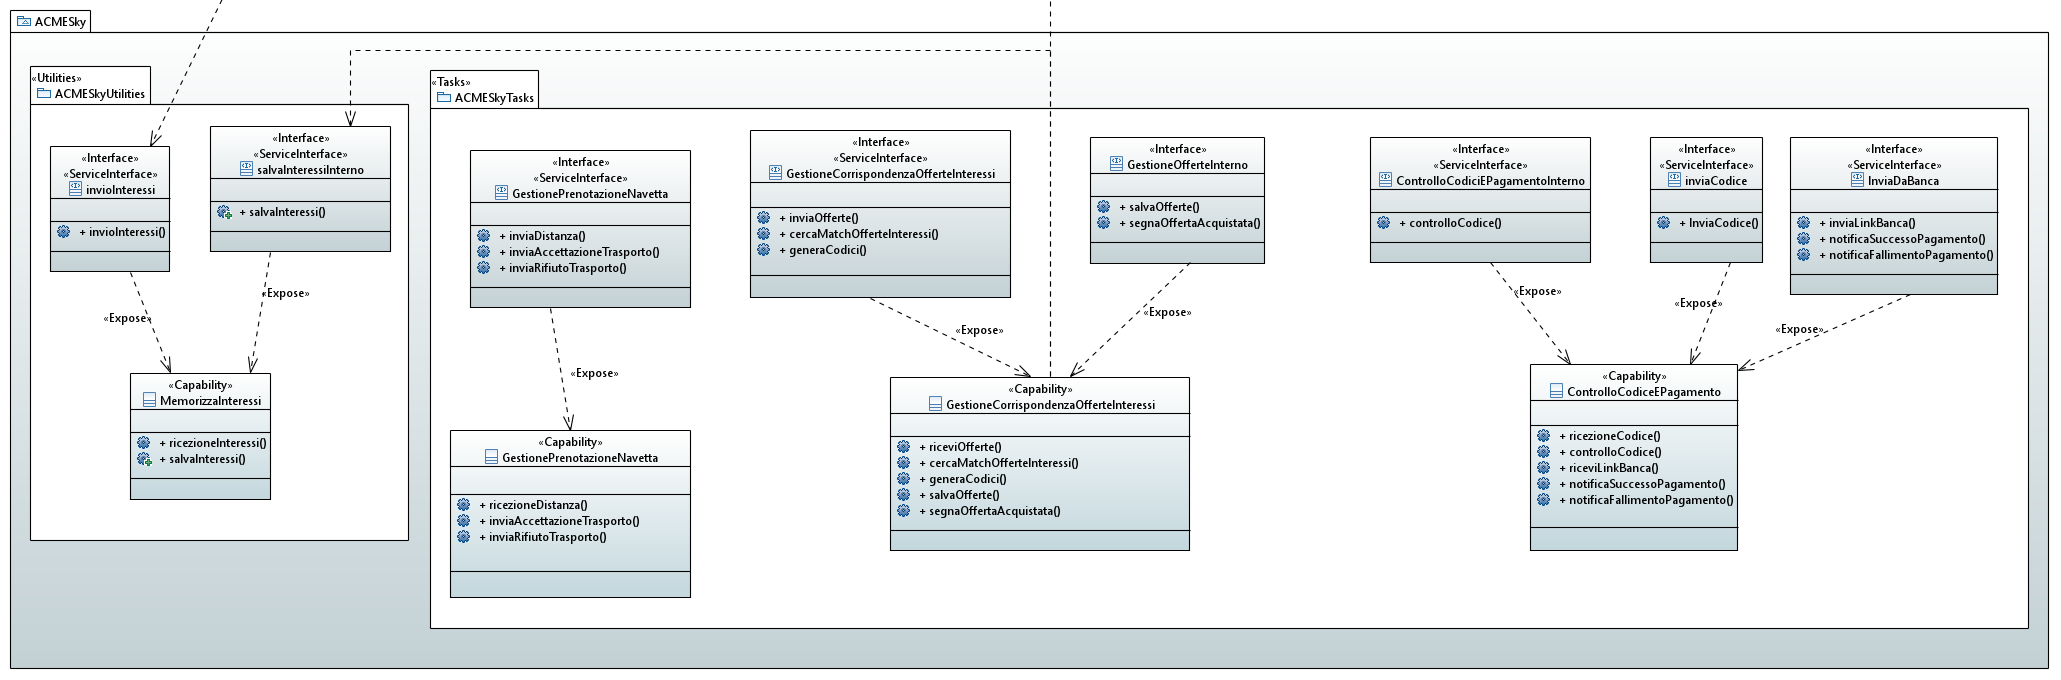 ACMESky
«Utilities»
ACMESkyUtilities
«Interface»
«ServiceInterface»
invioInteressi
+ invioInteressi()
«Interface»
«ServiceInterface»
salvaInteressiInterno
+ salvaInteressi()
«Expose»
«Expose»
«Capability»
MemorizzaInteressi
+ ricezioneInteressi()
+ salvaInteressi()
«Tasks»
ACMESkyTasks
«Interface»
«ServiceInterface»
GestionePrenotazioneNavetta
+ inviaDistanza()
+ inviaAccettazioneTrasporto()
+ inviaRifiutoTrasporto()
«Expose»
«Capability»
GestionePrenotazioneNavetta
+ ricezioneDistanza()
+ inviaAccettazioneTrasporto()
+ inviaRifiutoTrasporto()
«Interface»
«ServiceInterface»
GestioneCorrispondenzaOfferteInteressi
+ inviaOfferte()
+ cercaMatchOfferteInteressi()
+ generaCodici()
«Interface»
GestioneOfferteInterno
+ salvaOfferte()
+ segnaOffertaAcquistata()
«Expose»
«Expose»
«Capability»
GestioneCorrispondenzaOfferteInteressi
+ riceviOfferte()
+ cercaMatchOfferteInteressi()
+ generaCodici()
+ salvaOfferte()
+ segnaOffertaAcquistata()
«Interface»
«ServiceInterface»
ControlloCodiciEPagamentoInterno
+ controlloCodice()
«Interface»
«ServiceInterface»
inviaCodice
+ InviaCodice()
«Interface»
«ServiceInterface»
InviaDaBanca
+ inviaLinkBanca()
+ notificaSuccessoPagamento()
+ notificaFallimentoPagamento()
«Expose»
«Expose»
«Expose»
«Capability»
ControlloCodiceEPagamento
+ ricezioneCodice()
+ controlloCodice()
+ riceviLinkBanca()
+ notificaSuccessoPagamento()
+ notificaFallimentoPagamento()